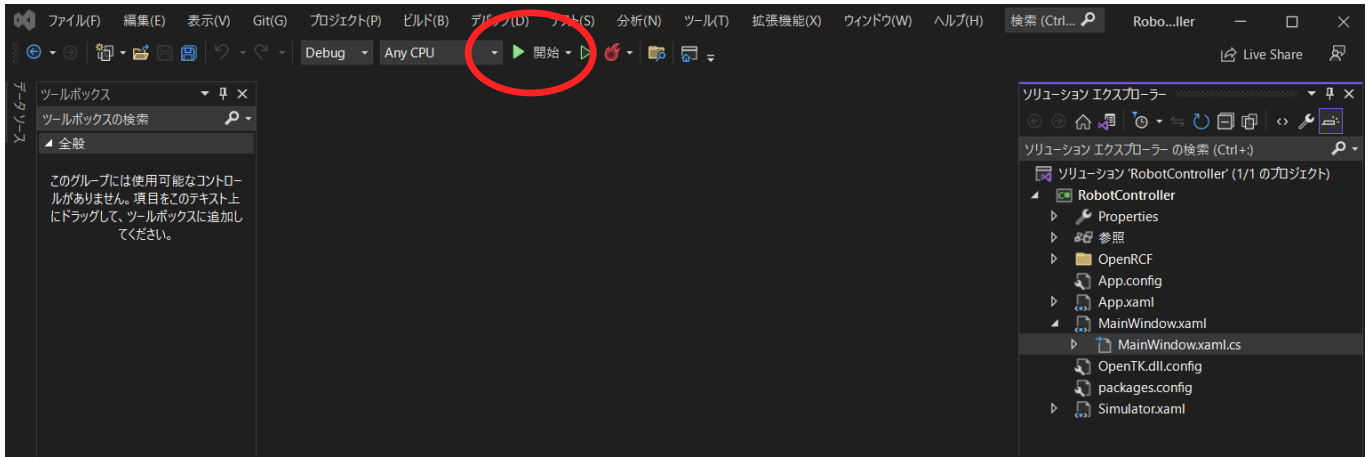 ファイル(F) 編集(E) 表示(V) Git(G) プロジェクト(P) ビルド(B) デバッグ(D) テスト(S) 分析(N) ツール(T) 拡張機能(X) ウィンドウ(W) ヘルプ(H) 検索 (Ctrl... Robo...ller
Debug Any CPU 開始 Live Share
データソース
ツールボックス
ツールボックスの検索
全般
このグループには使用可能なコントロー
ルがありません。項目をこのテキスト上
にドラッグして、ツールボックスに追加し
てください。
ソリューション エクスプローラー
ソリューション エクスプローラー の検索 (Ctrl+:)
ソリューション 'RobotController' (1/1 のプロジェクト)
RobotController
Properties
参照
OpenRCF
App.config
App.xaml
MainWindow.xaml
MainWindow.xaml.cs
OpenTK.dll.config
packages.config
Simulator.xaml